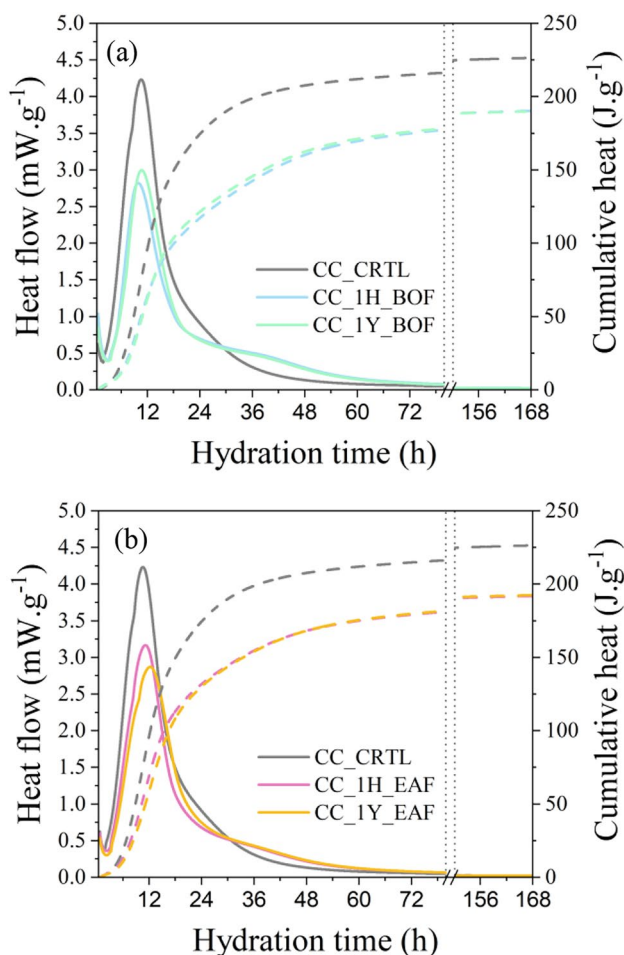 (a)
Heat flow (mW.g⁻¹)
5.0
4.5
4.0
3.5
3.0
2.5
2.0
1.5
1.0
0.5
0.0
CC_CRTL
CC_1H_BOF
CC_1Y_BOF
250
200
150
100
50
0
Cumulative heat (J.g⁻¹)
12 24 36 48 60 72 156 168
Hydration time (h)
(b)
Heat flow (mW.g⁻¹)
5.0
4.5
4.0
3.5
3.0
2.5
2.0
1.5
1.0
0.5
0.0
CC_CRTL
CC_1H_EAF
CC_1Y_EAF
250
200
150
100
50
0
Cumulative heat (J.g⁻¹)
12 24 36 48 60 72 156 168
Hydration time (h)